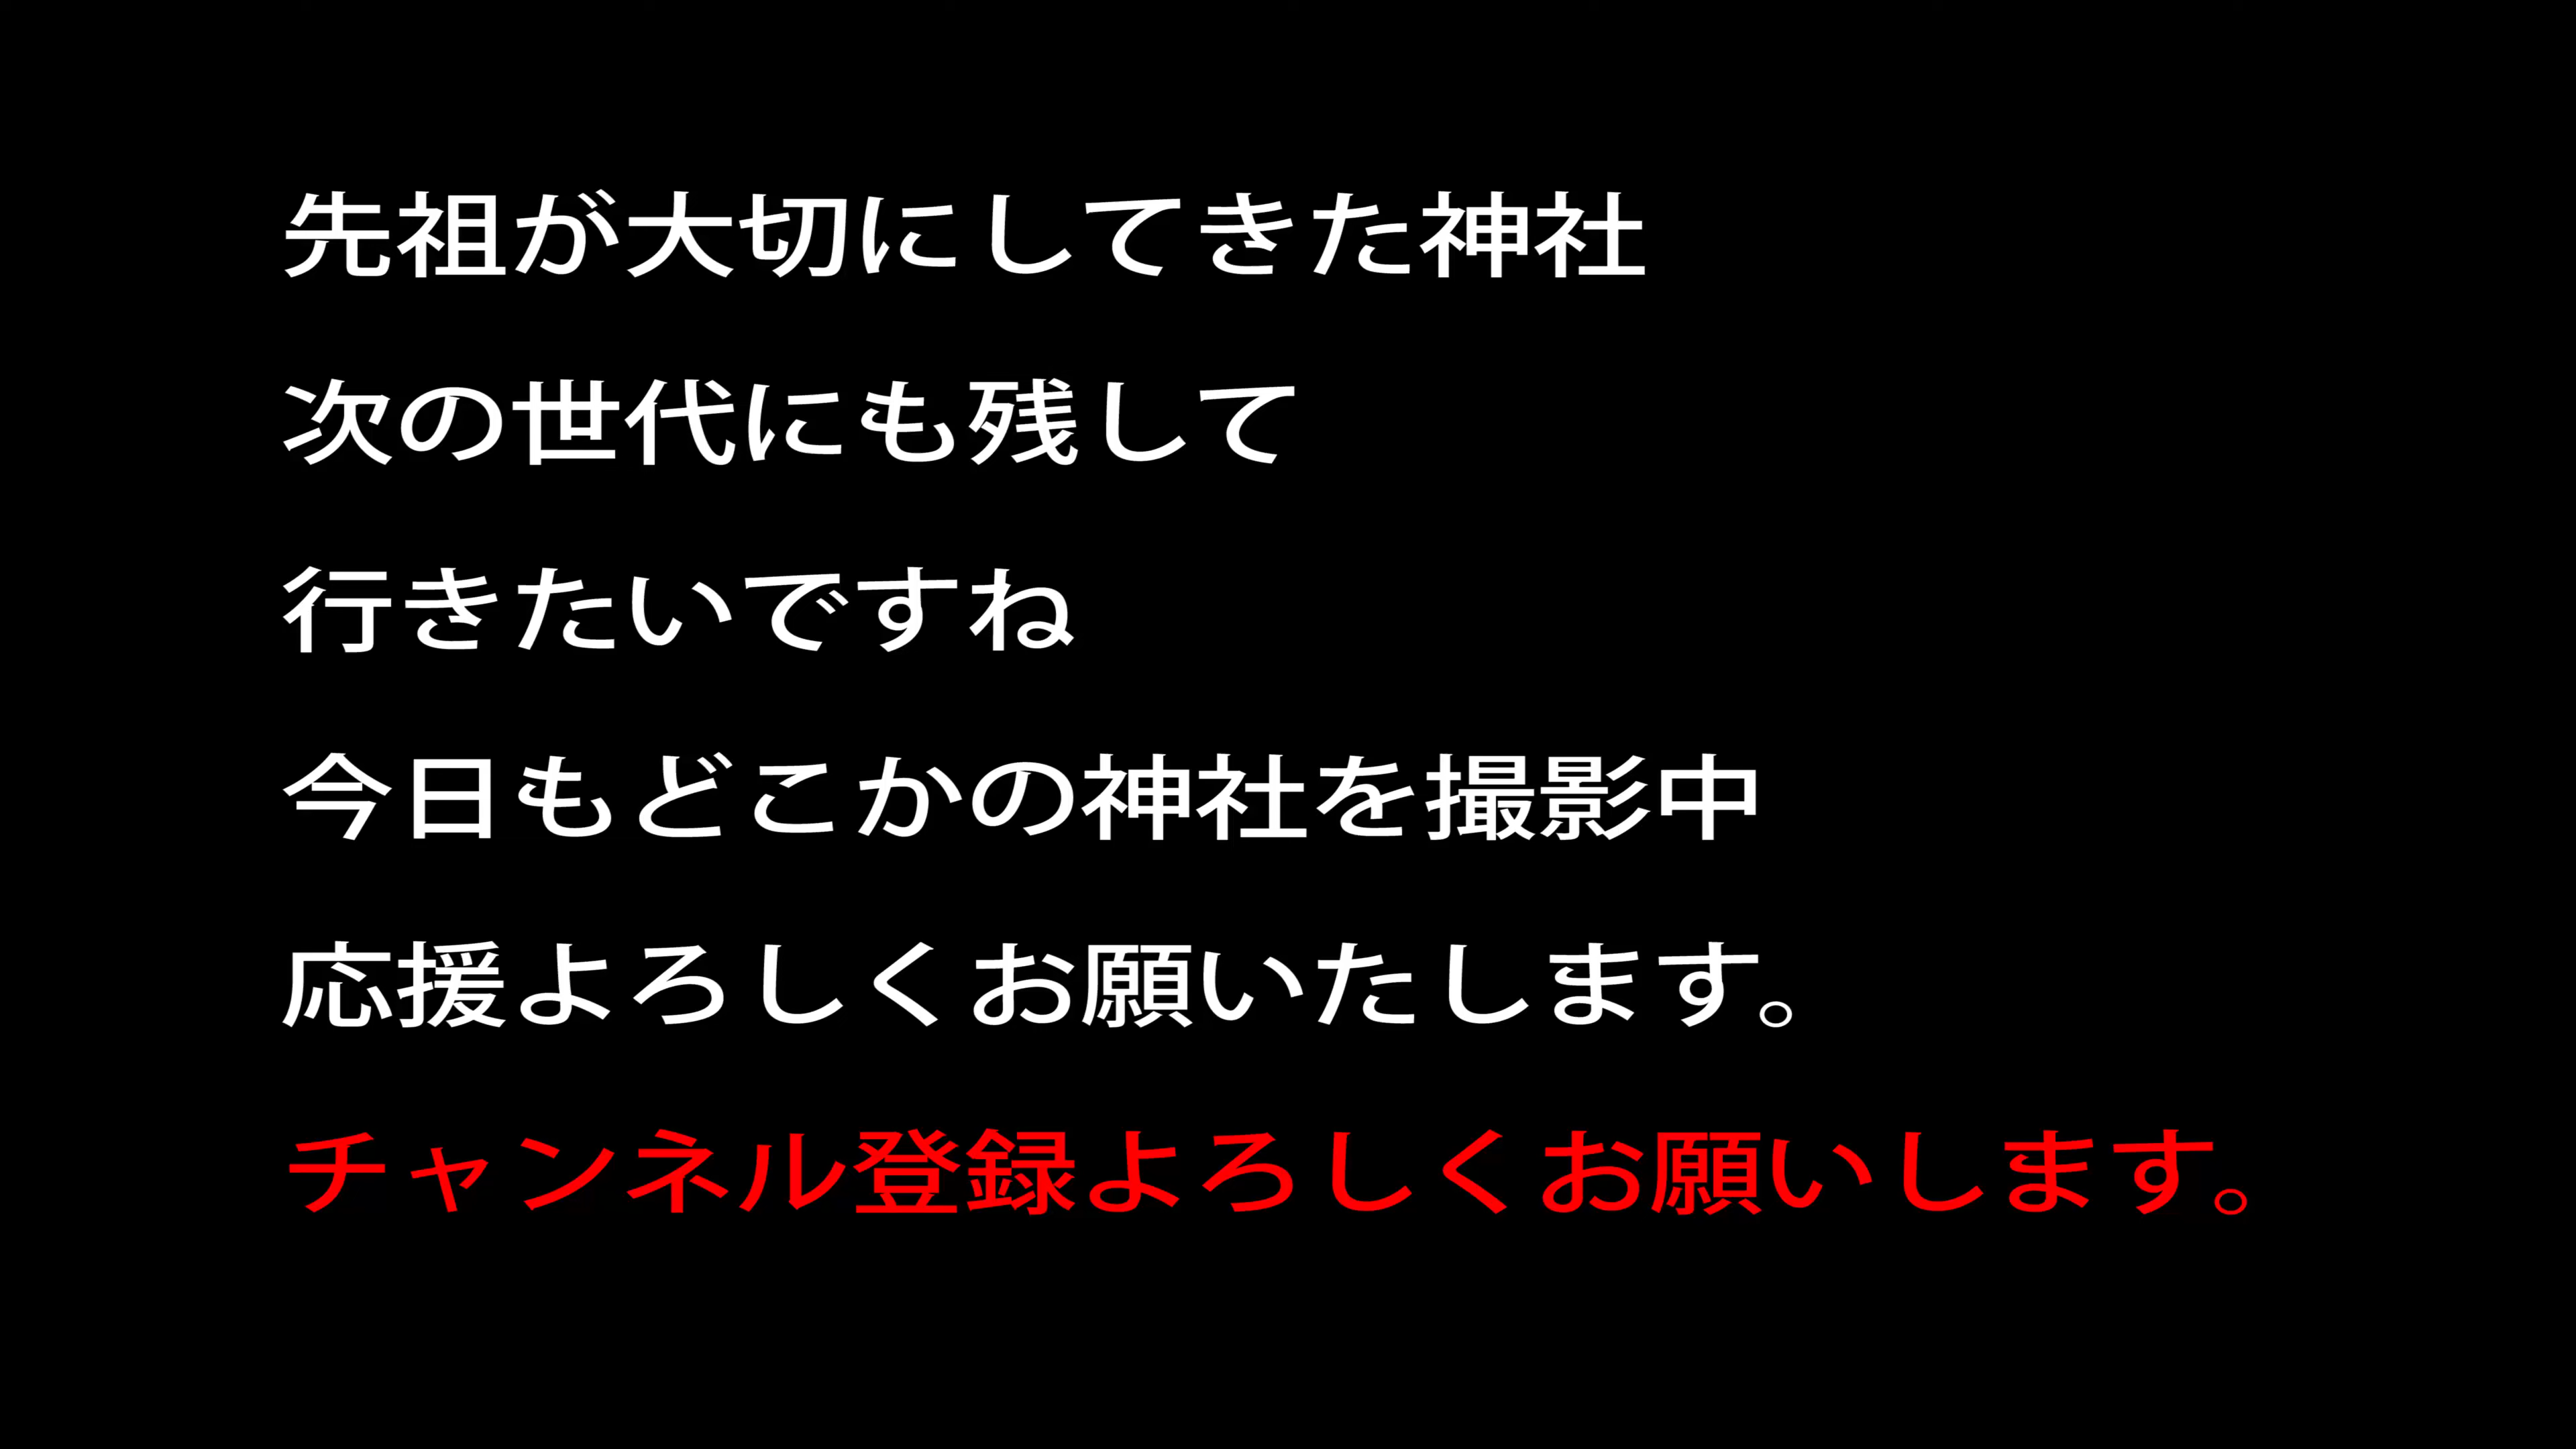 先祖が大切にしてきた神社
次の世代にも残して
行きたいですね
今日もどこかの神社を撮影中
応援よろしくお願いたします。
チャンネル登録よろしくお願いします。